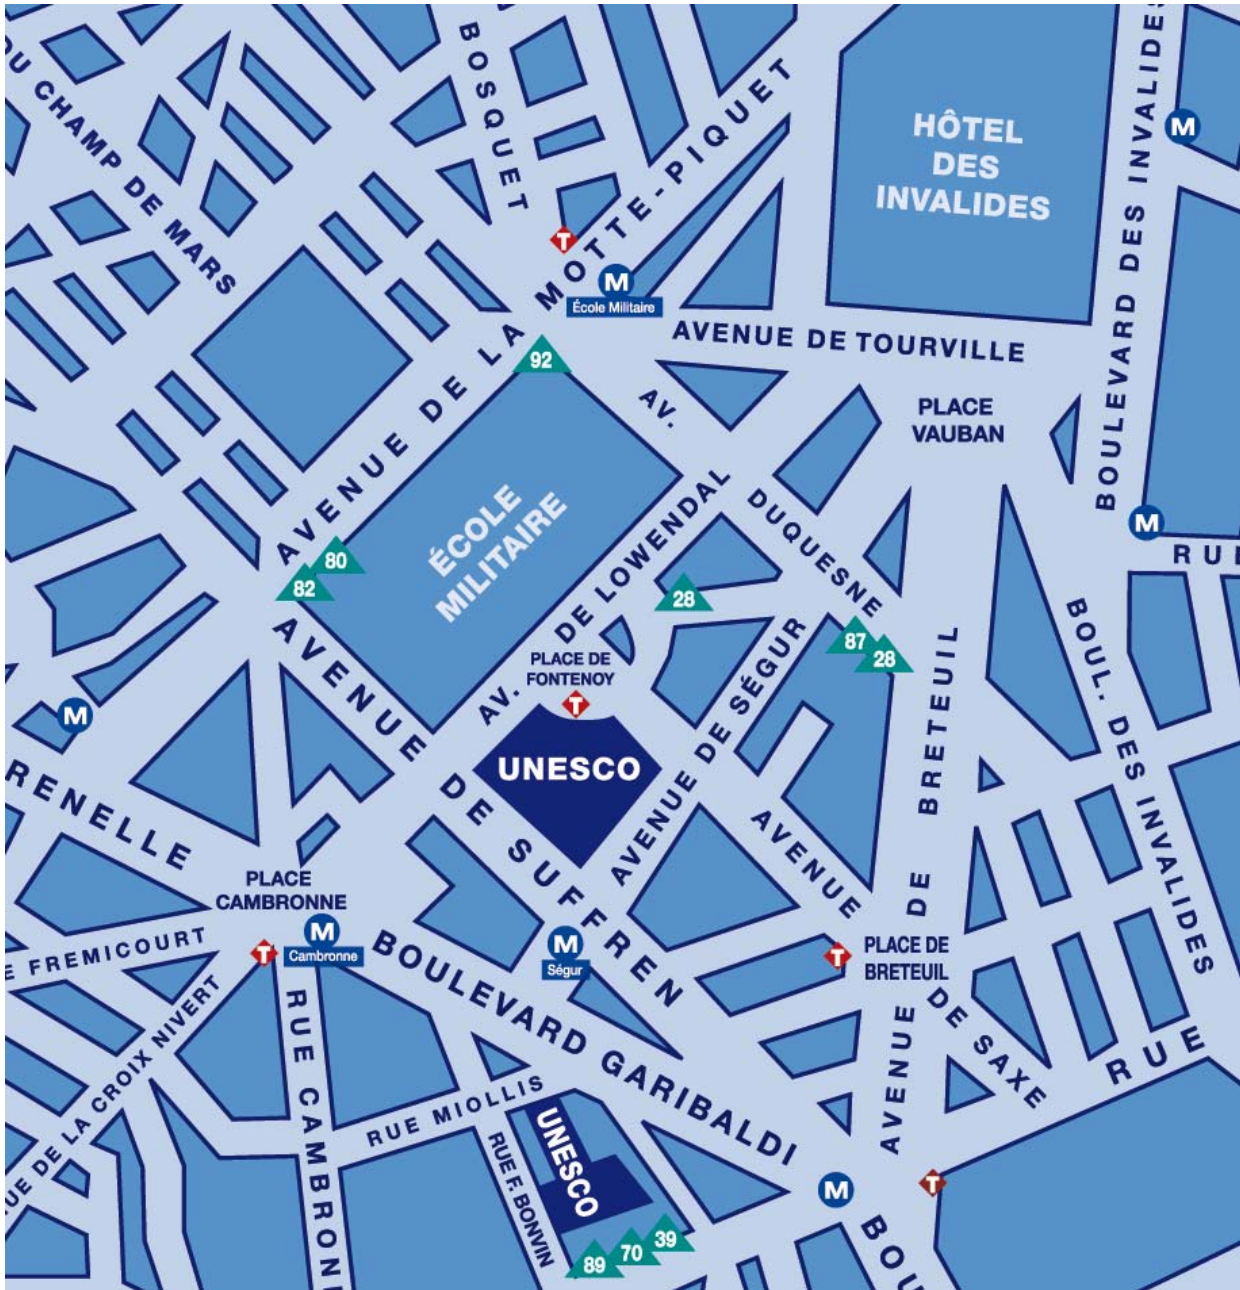 DU CHAMP DE MARS
BOSQUET
AVENUE DE LA MOTTE-PIQUET
T
M
École Militaire
HÔTEL
DES
INVALIDES
BOULEVARD DES INVALIDES
M
AVENUE DE TOURVILLE
92
AV. DUQUESNE
PLACE
VAUBAN
M
RUE
ÉCOLE
MILITAIRE
80
82
AV. DE LOWENDAL
28
87
28
PLACE DE
FONTENOY
T
UNESCO
AVENUE DE SUFFREN
AVENUE DE SÉGUR
AVENUE DE BRETEUIL
BOUL. DES INVALIDES
M
RENELLE
PLACE
CAMBRONNE
M
Cambronne
T
E FREMICOURT
UE DE LA CROIX NIVERT
RUE CAMBRONN
BOULEVARD GARIBALDI
M
Ségur
AVENUE DE SAXE
T
PLACE DE
BRETEUIL
RUE
RUE MIOLLIS
RUE F. BONVIN
UNESCO
89
70
39
M
T
BOU